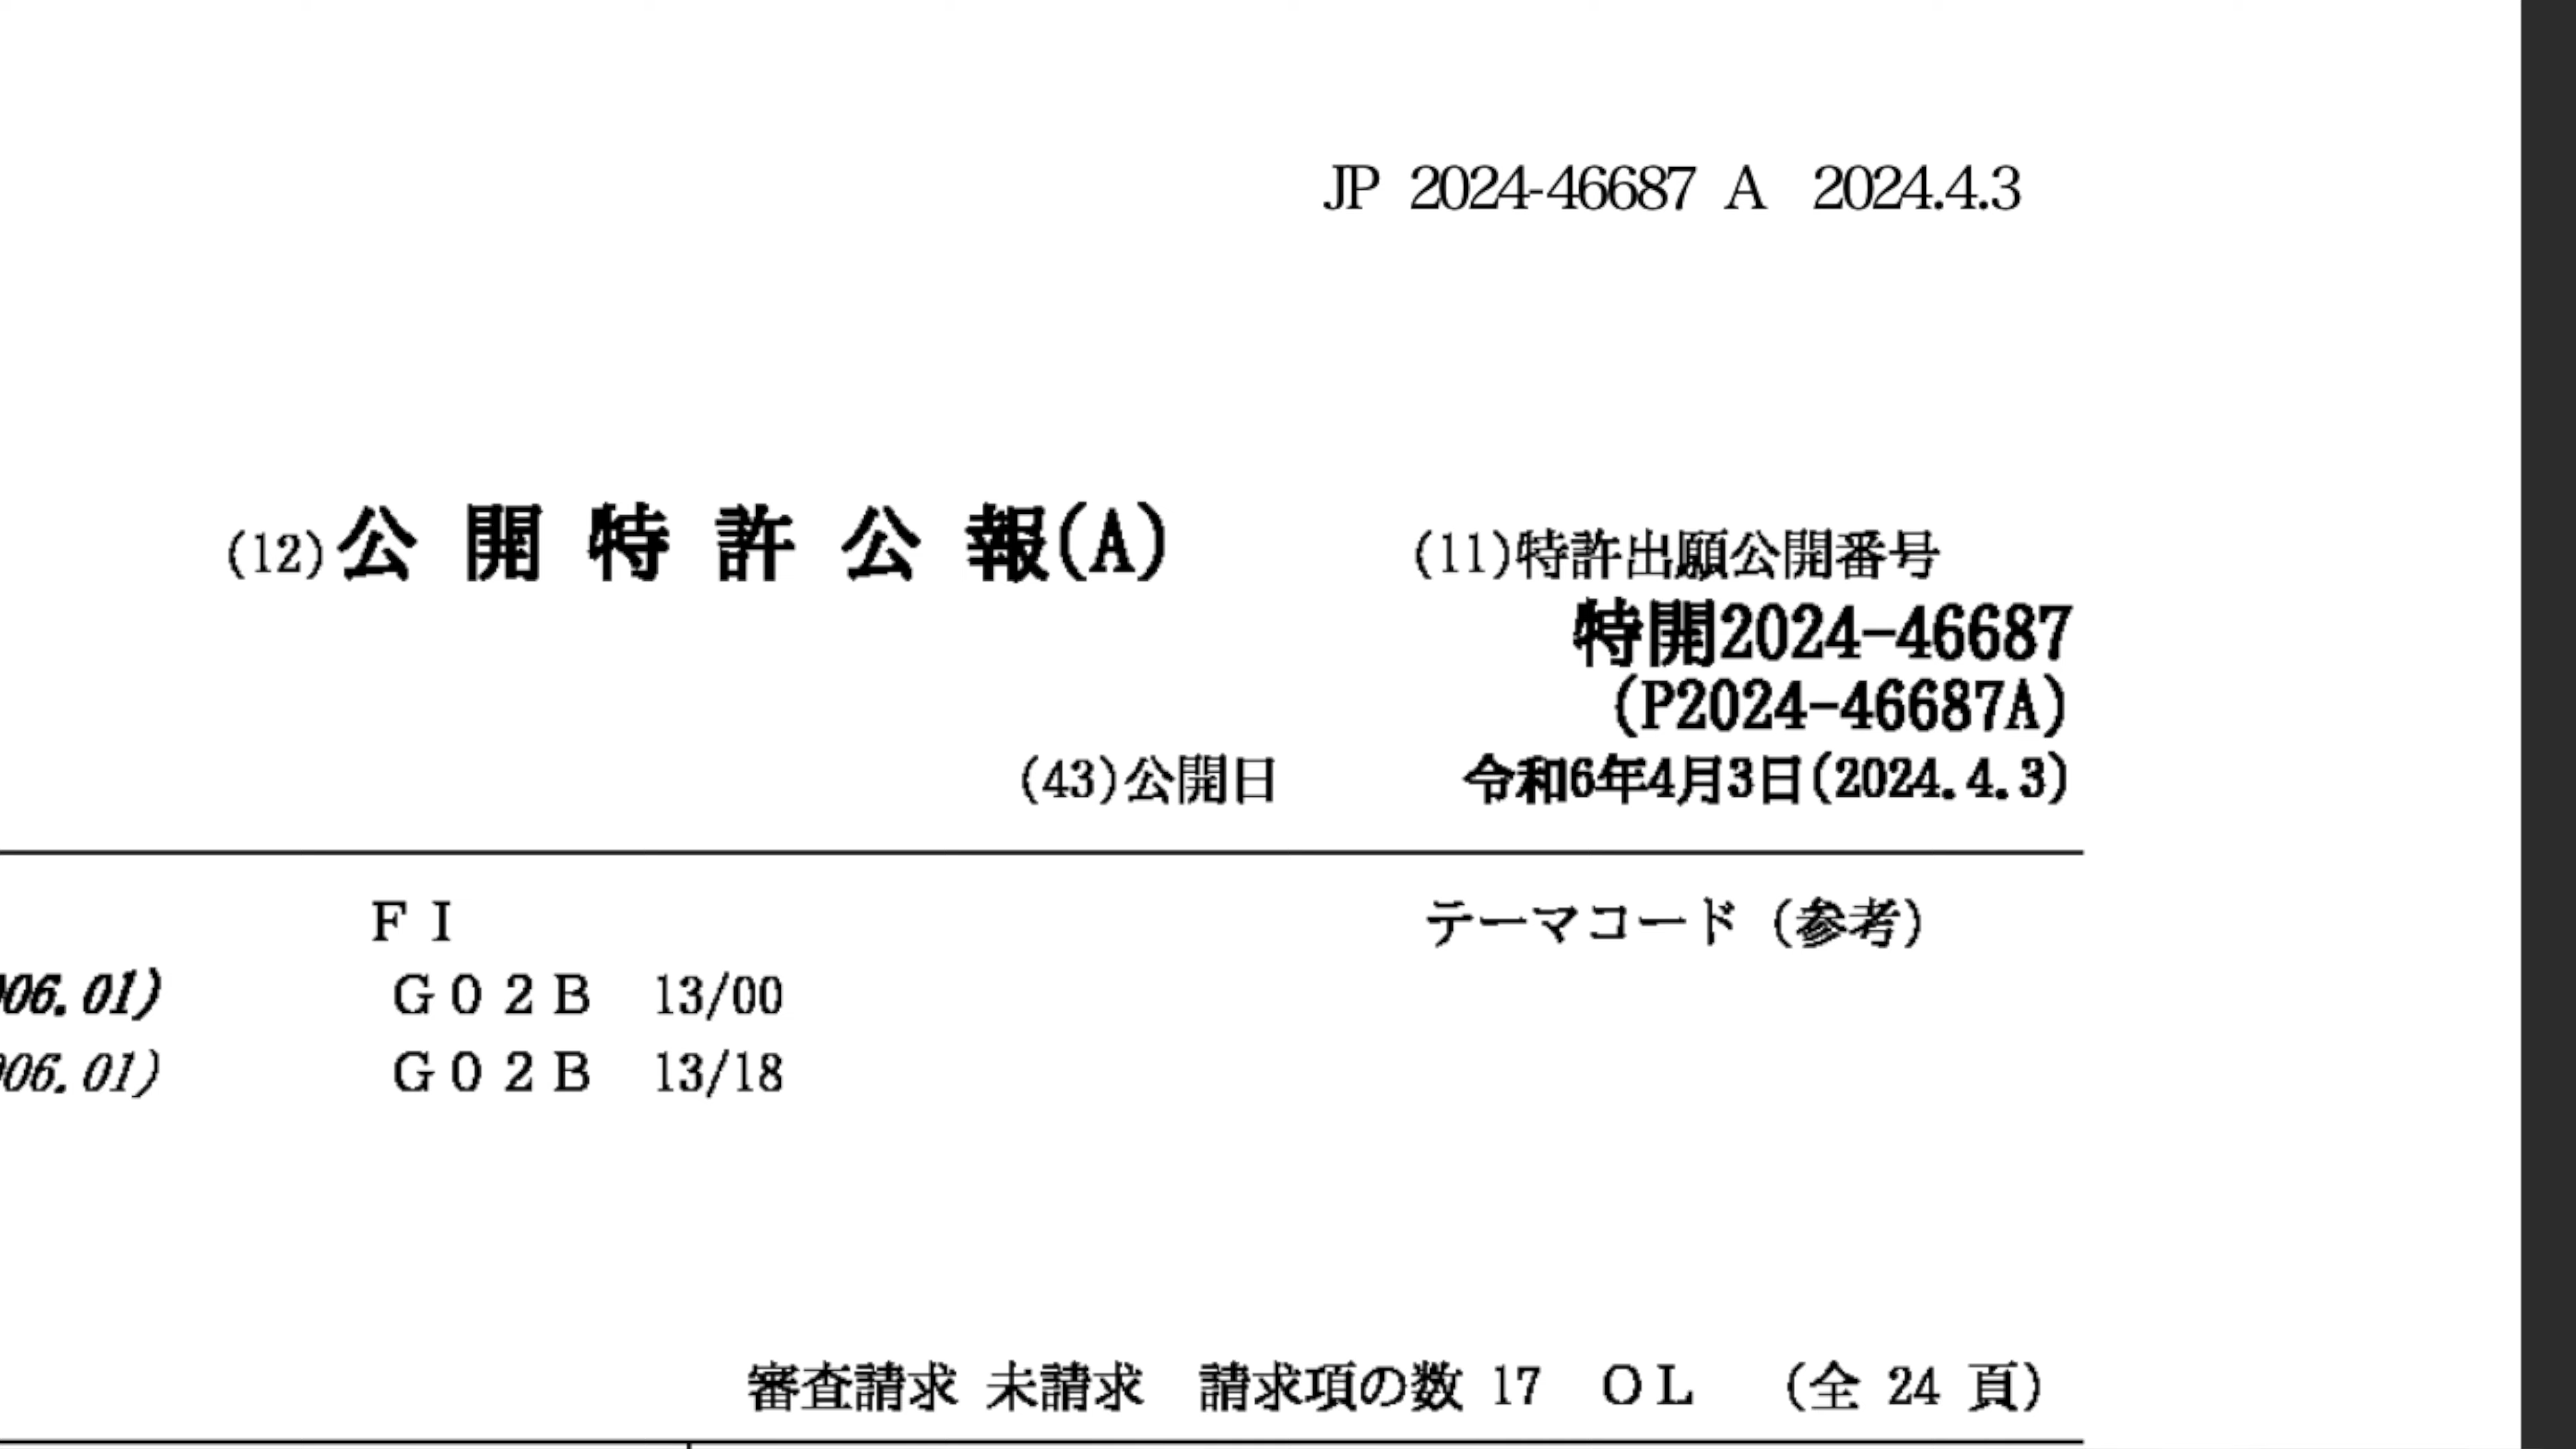 JP 2024-46687 A 2024.4.3
(12)公開特許公報(A)
(11)特許出願公開番号
特開2024-46687
(P2024-46687A)
(43)公開日 令和6年4月3日(2024.4.3)
ＦＩ テーマコード（参考）
06.01) Ｇ０２Ｂ 13/00
06.01) Ｇ０２Ｂ 13/18
審査請求 未請求 請求項の数 17 ＯＬ （全 24 頁）